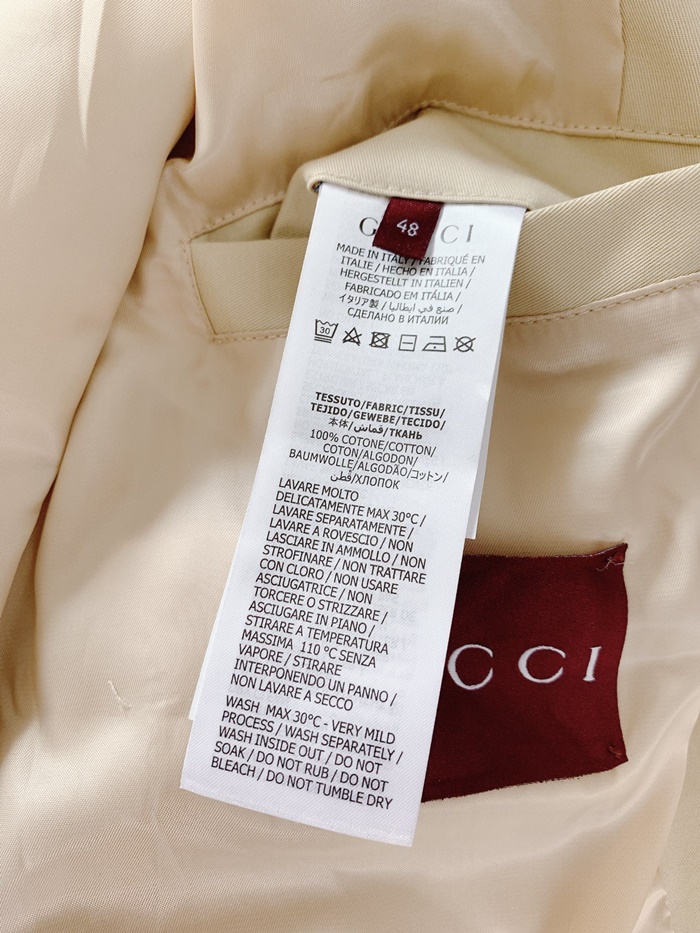 G CI
48
MADE IN ITALY / FABRIQUÉ EN
ITALIE / HECHO EN ITALIA /
HERGESTELLT IN ITALIEN /
FABRICADO EM ITÁLIA /
イタリア製 / صنع في ايطاليا /
СДЕЛАНО В ИТАЛИИ
30
TESSUTO/FABRIC/TISSU/
TEJIDO/GEWEBE/TECIDO/
本体/قماش/ТКАНЬ
100% COTONE/COTTON/
COTON/ALGODON/
BAUMWOLLE/ALGODÃO/コットン/
قطن/ХЛОПОК
LAVARE MOLTO
DELICATAMENTE MAX 30°C /
LAVARE SEPARATAMENTE /
LAVARE A ROVESCIO / NON
LASCIARE IN AMMOLLO / NON
STROFINARE / NON TRATTARE
CON CLORO / NON USARE
ASCIUGATRICE / NON
TORCERE O STRIZZARE /
ASCIUGARE IN PIANO /
STIRARE A TEMPERATURA
MASSIMA 110 °C SENZA
VAPORE / STIRARE
INTERPONENDO UN PANNO /
NON LAVARE A SECCO
WASH MAX 30°C - VERY MILD
PROCESS / WASH SEPARATELY /
WASH INSIDE OUT / DO NOT
SOAK / DO NOT RUB / DO NOT
BLEACH / DO NOT TUMBLE DRY
CCI